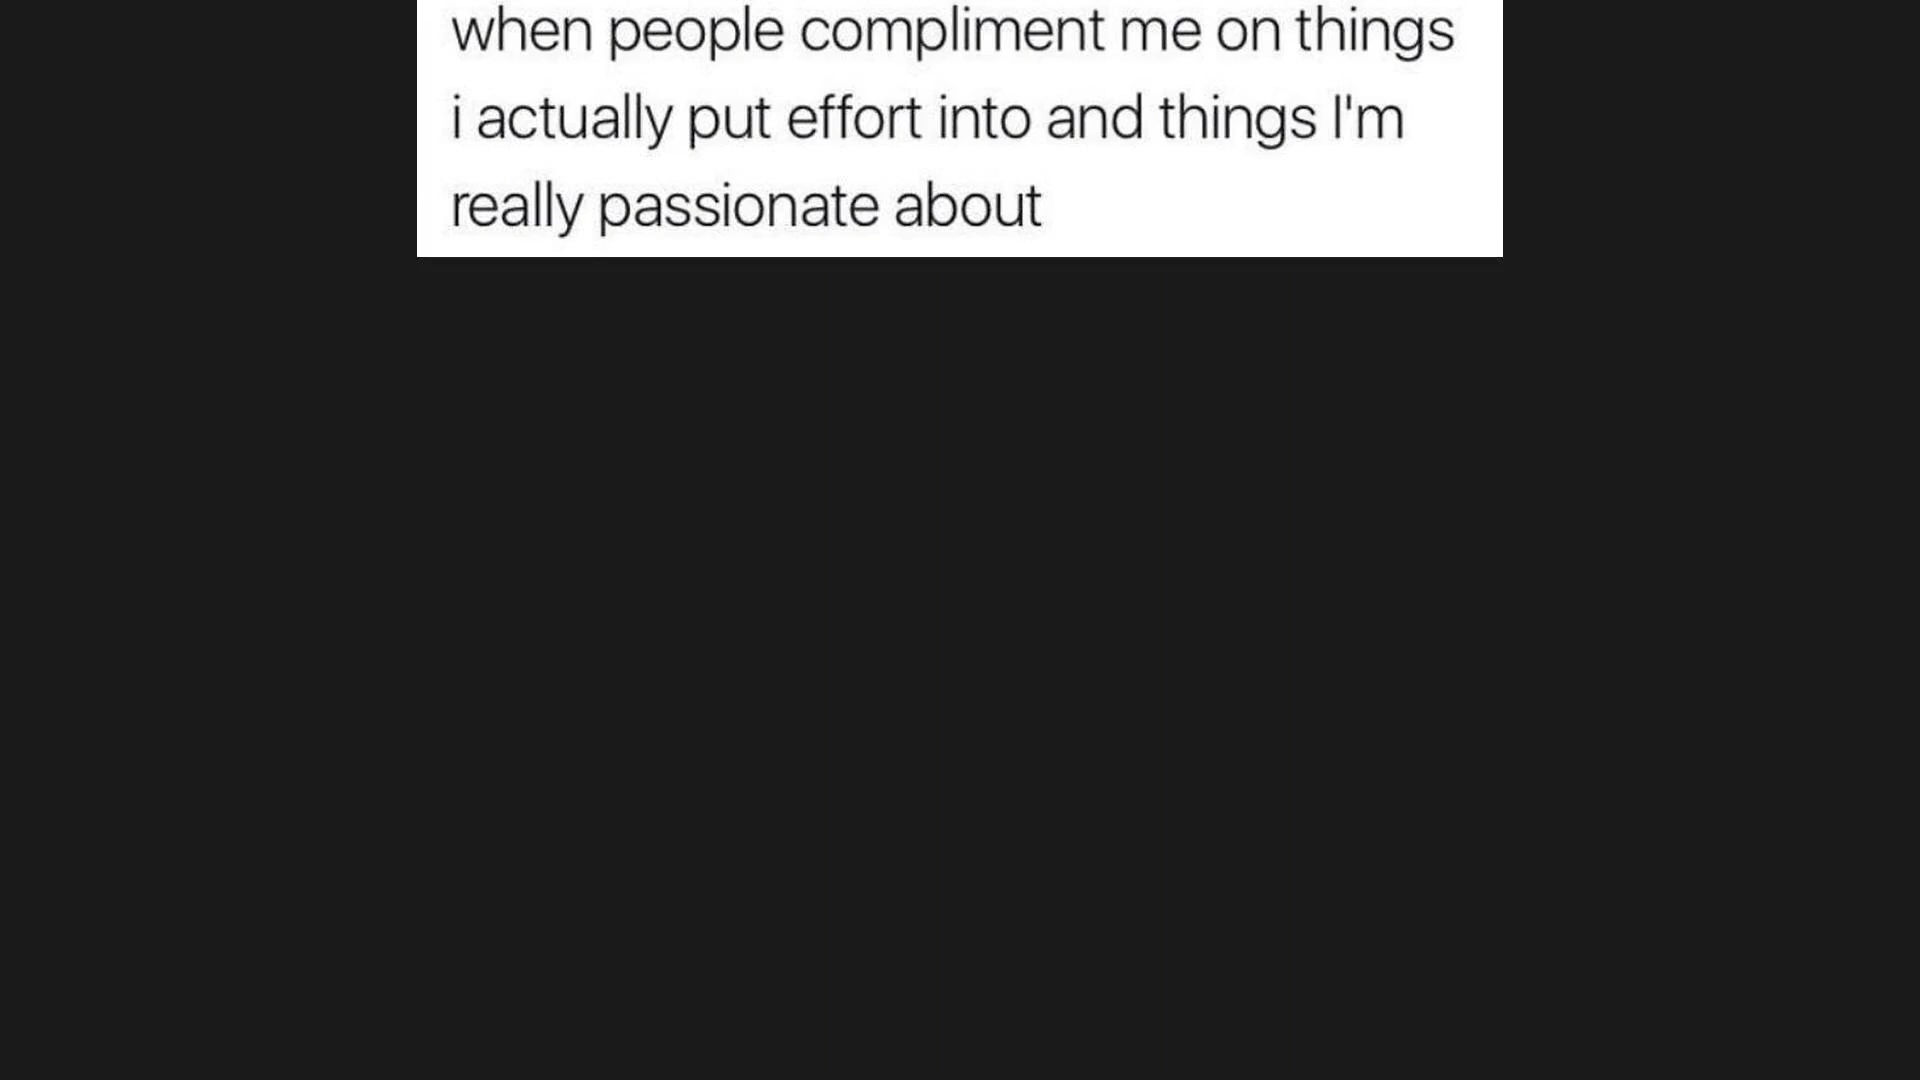 when people compliment me on things
i actually put effort into and things I'm
really passionate about